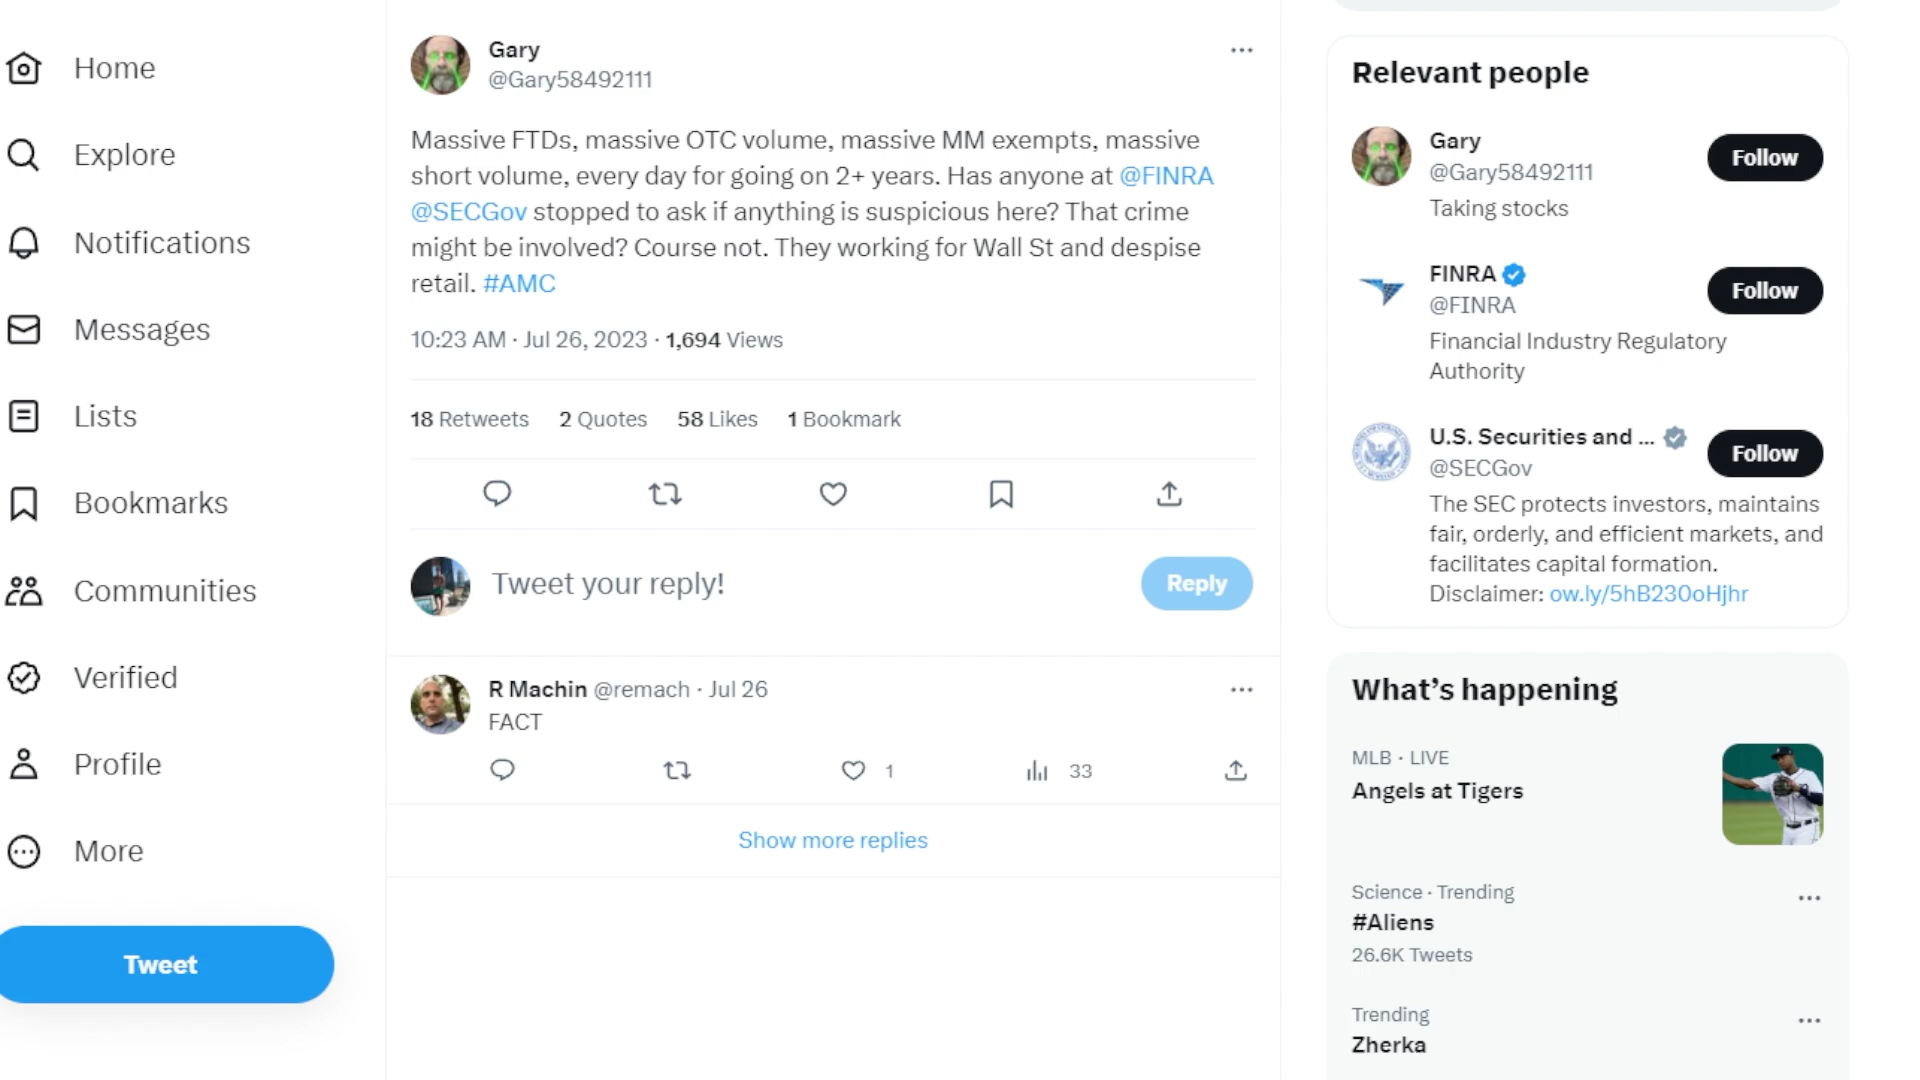 Home
Explore
Notifications
Messages
Lists
Bookmarks
Communities
Verified
Profile
More
Tweet
Gary
@Gary58492111
Massive FTDs, massive OTC volume, massive MM exempts, massive
short volume, every day for going on 2+ years. Has anyone at @FINRA
@SECGov stopped to ask if anything is suspicious here? That crime
might be involved? Course not. They working for Wall St and despise
retail. #AMC
10:23 AM · Jul 26, 2023 · 1,694 Views
18 Retweets 2 Quotes 58 Likes 1 Bookmark
Tweet your reply!
Reply
R Machin @remach · Jul 26
FACT
1 33
Show more replies
Relevant people
Gary
@Gary58492111
Follow
Taking stocks
FINRA
@FINRA
Follow
Financial Industry Regulatory
Authority
U.S. Securities and ...
@SECGov
Follow
The SEC protects investors, maintains
fair, orderly, and efficient markets, and
facilitates capital formation.
Disclaimer: ow.ly/5hB230oHjhr
What's happening
MLB · LIVE
Angels at Tigers
Science · Trending
#Aliens
26.6K Tweets
Trending
Zherka